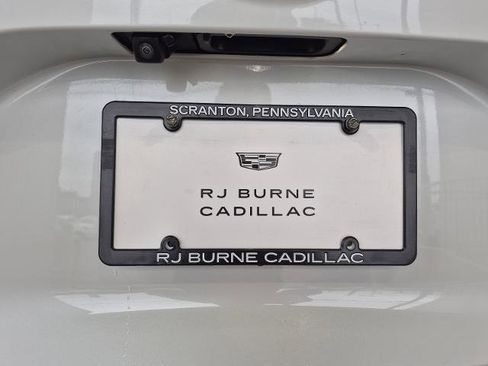 SCRANTON, PENNSYLVANIA
RJ BURNE
CADILLAC
RJ BURNE CADILLAC